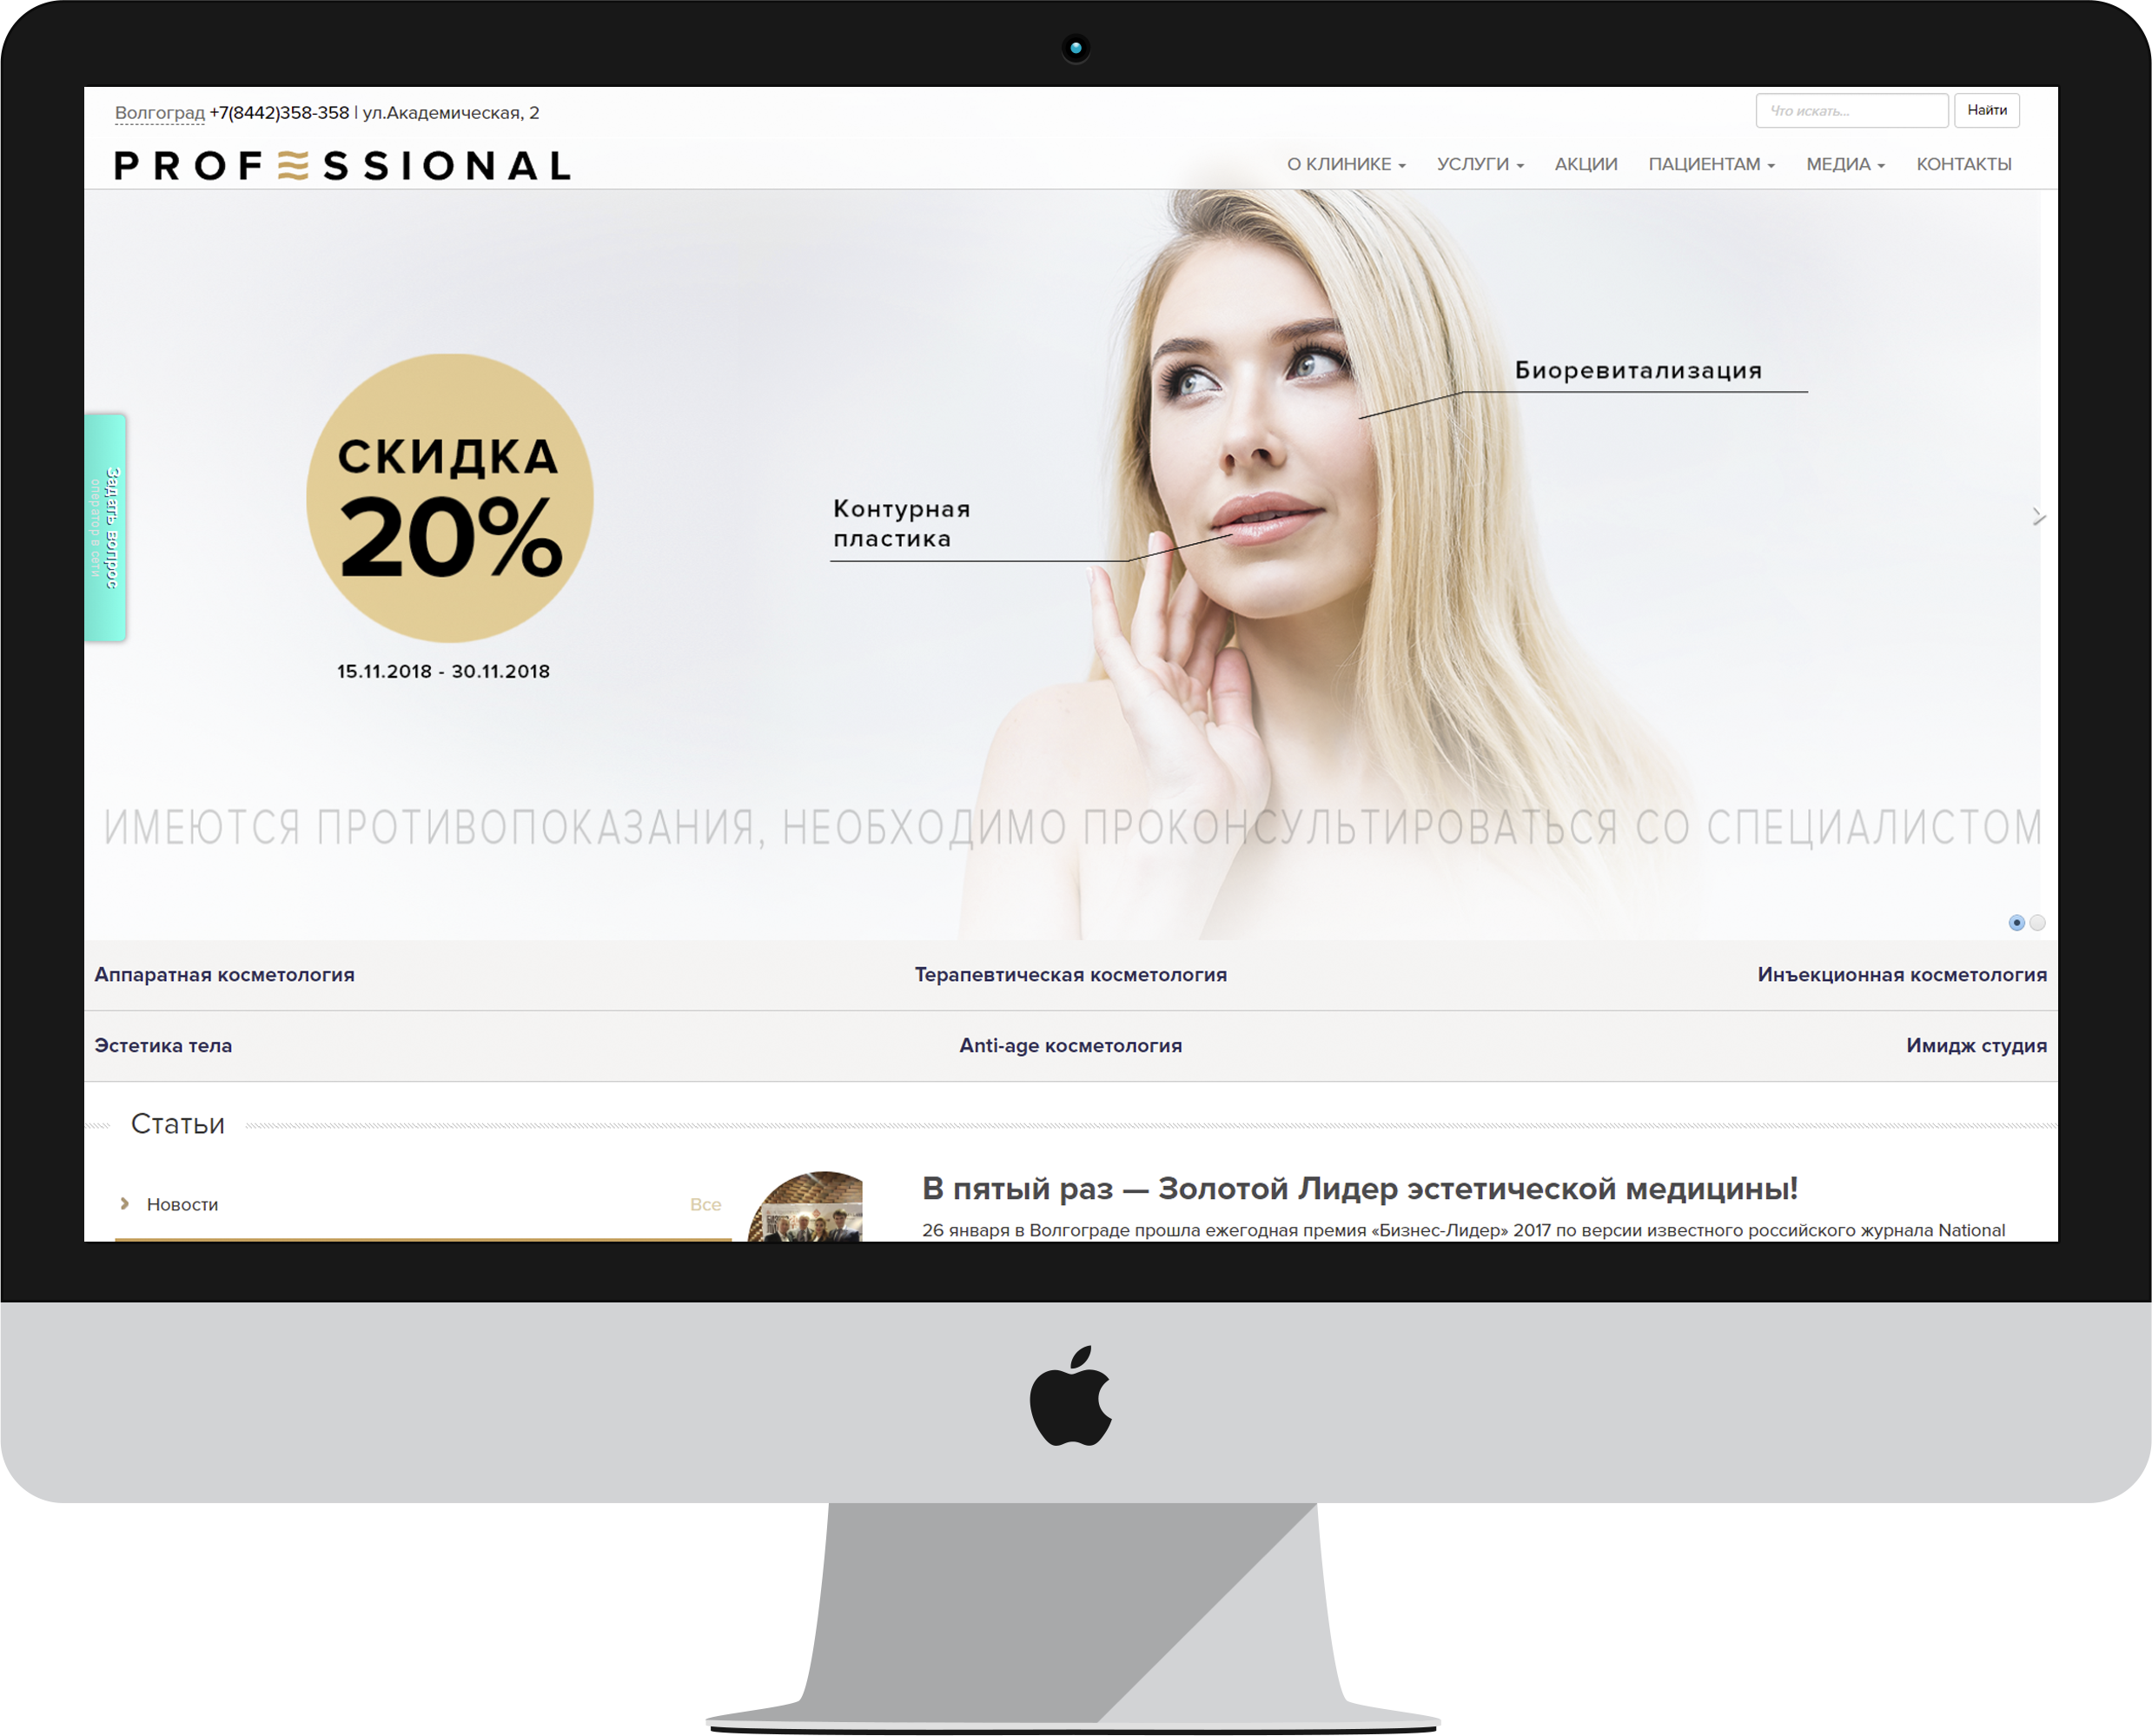 Волгоград +7(8442)358-358 | ул.Академическая, 2
Что искать...
Найти
PROFESSIONAL
О КЛИНИКЕ
УСЛУГИ
АКЦИИ
ПАЦИЕНТАМ
МЕДИА
КОНТАКТЫ
Биоревитализация
СКИДКА
20%
Контурная
пластика
Задать вопрос
оператор в сети
15.11.2018 - 30.11.2018
ИМЕЮТСЯ ПРОТИВОПОКАЗАНИЯ, НЕОБХОДИМО ПРОКОНСУЛЬТИРОВАТЬСЯ СО СПЕЦИАЛИСТОМ
Аппаратная косметология
Терапевтическая косметология
Инъекционная косметология
Эстетика тела
Anti-age косметология
Имидж студия
Статьи
Новости
Все
В пятый раз — Золотой Лидер эстетической медицины!
26 января в Волгограде прошла ежегодная премия «Бизнес-Лидер» 2017 по версии известного российского журнала National